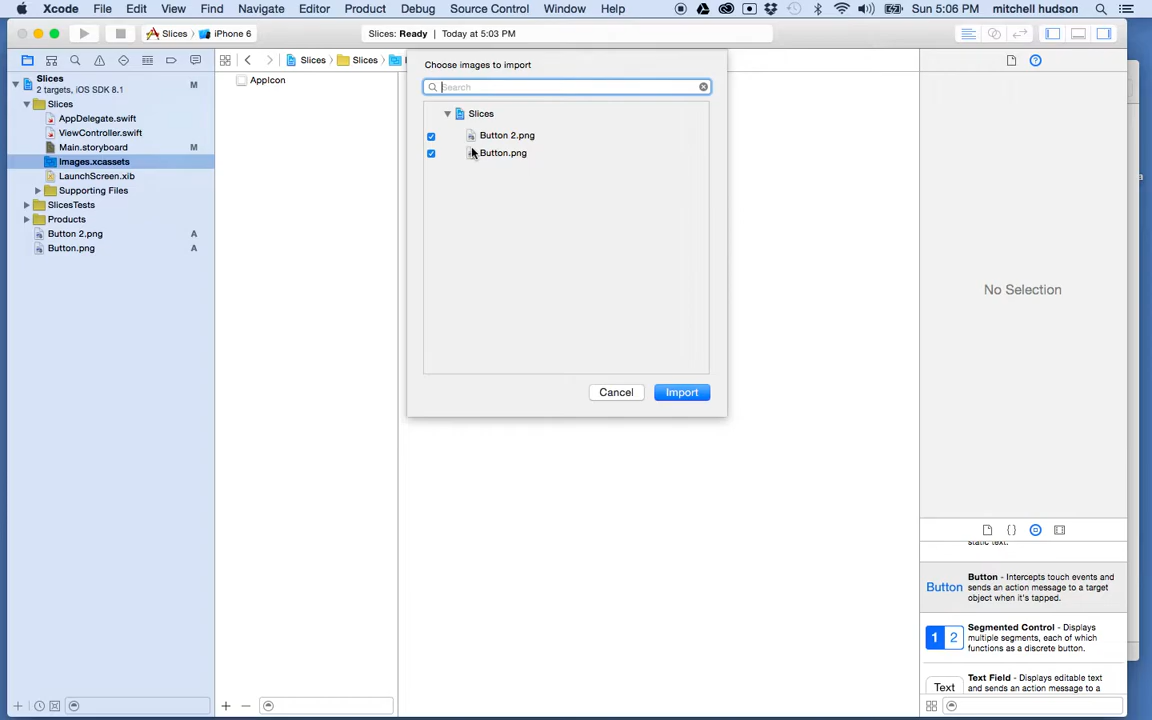 Xcode File Edit View Find Navigate Editor Product Debug Source Control Window Help Sun 5:06 PM mitchell hudson
Slices iPhone 6 Slices: Ready | Today at 5:03 PM
Slices M
2 targets, iOS SDK 8.1
Slices
AppDelegate.swift
ViewController.swift
Main.storyboard M
Images.xcassets
LaunchScreen.xib
Supporting Files
SlicesTests
Products
Button 2.png A
Button.png A
Slices Slices
AppIcon
Choose images to import
Search
Slices
Button 2.png
Button.png
Cancel Import
No Selection
static text.
Button Button - Intercepts touch events and
sends an action message to a target
object when it's tapped.
1 2 Segmented Control - Displays
multiple segments, each of which
functions as a discrete button.
Text Text Field - Displays editable text
and sends an action message to a